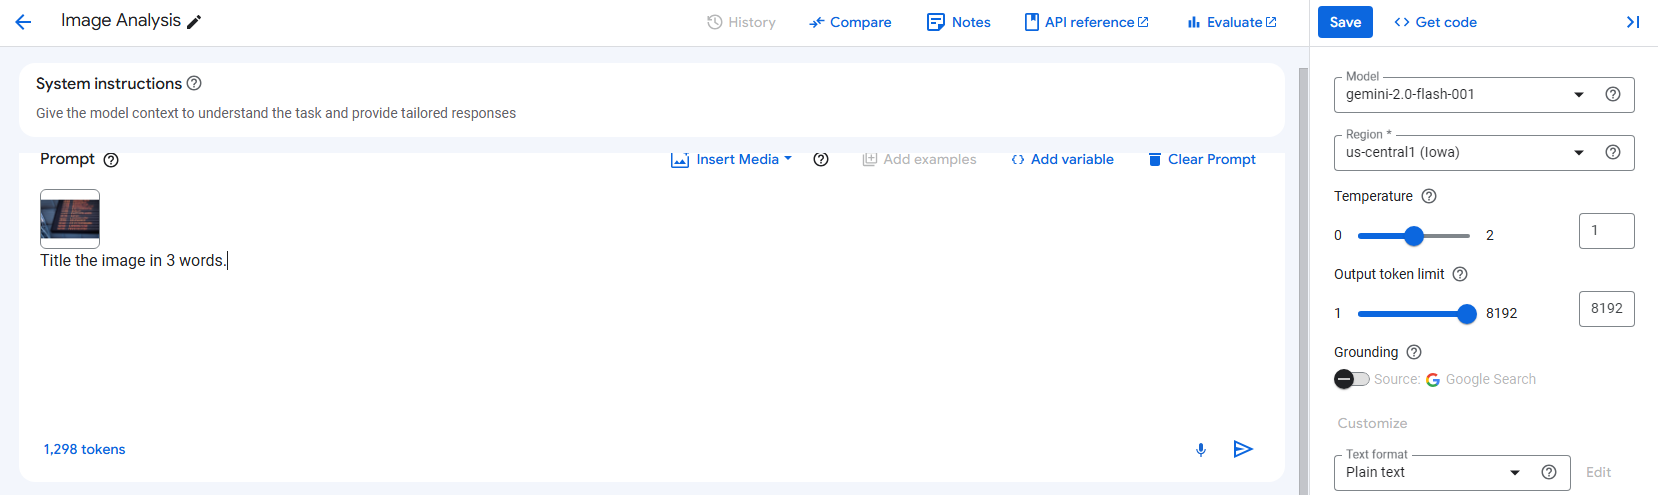 Image Analysis
History
Compare
Notes
API reference
Evaluate
Save
Get code
System instructions
Give the model context to understand the task and provide tailored responses
Prompt
Insert Media
Add examples
Add variable
Clear Prompt
Title the image in 3 words.
1,298 tokens
Model
gemini-2.0-flash-001
Region *
us-central1 (Iowa)
Temperature
0
2
1
Output token limit
1
8192
8192
Grounding
Source:
Google Search
Customize
Text format
Plain text
Edit